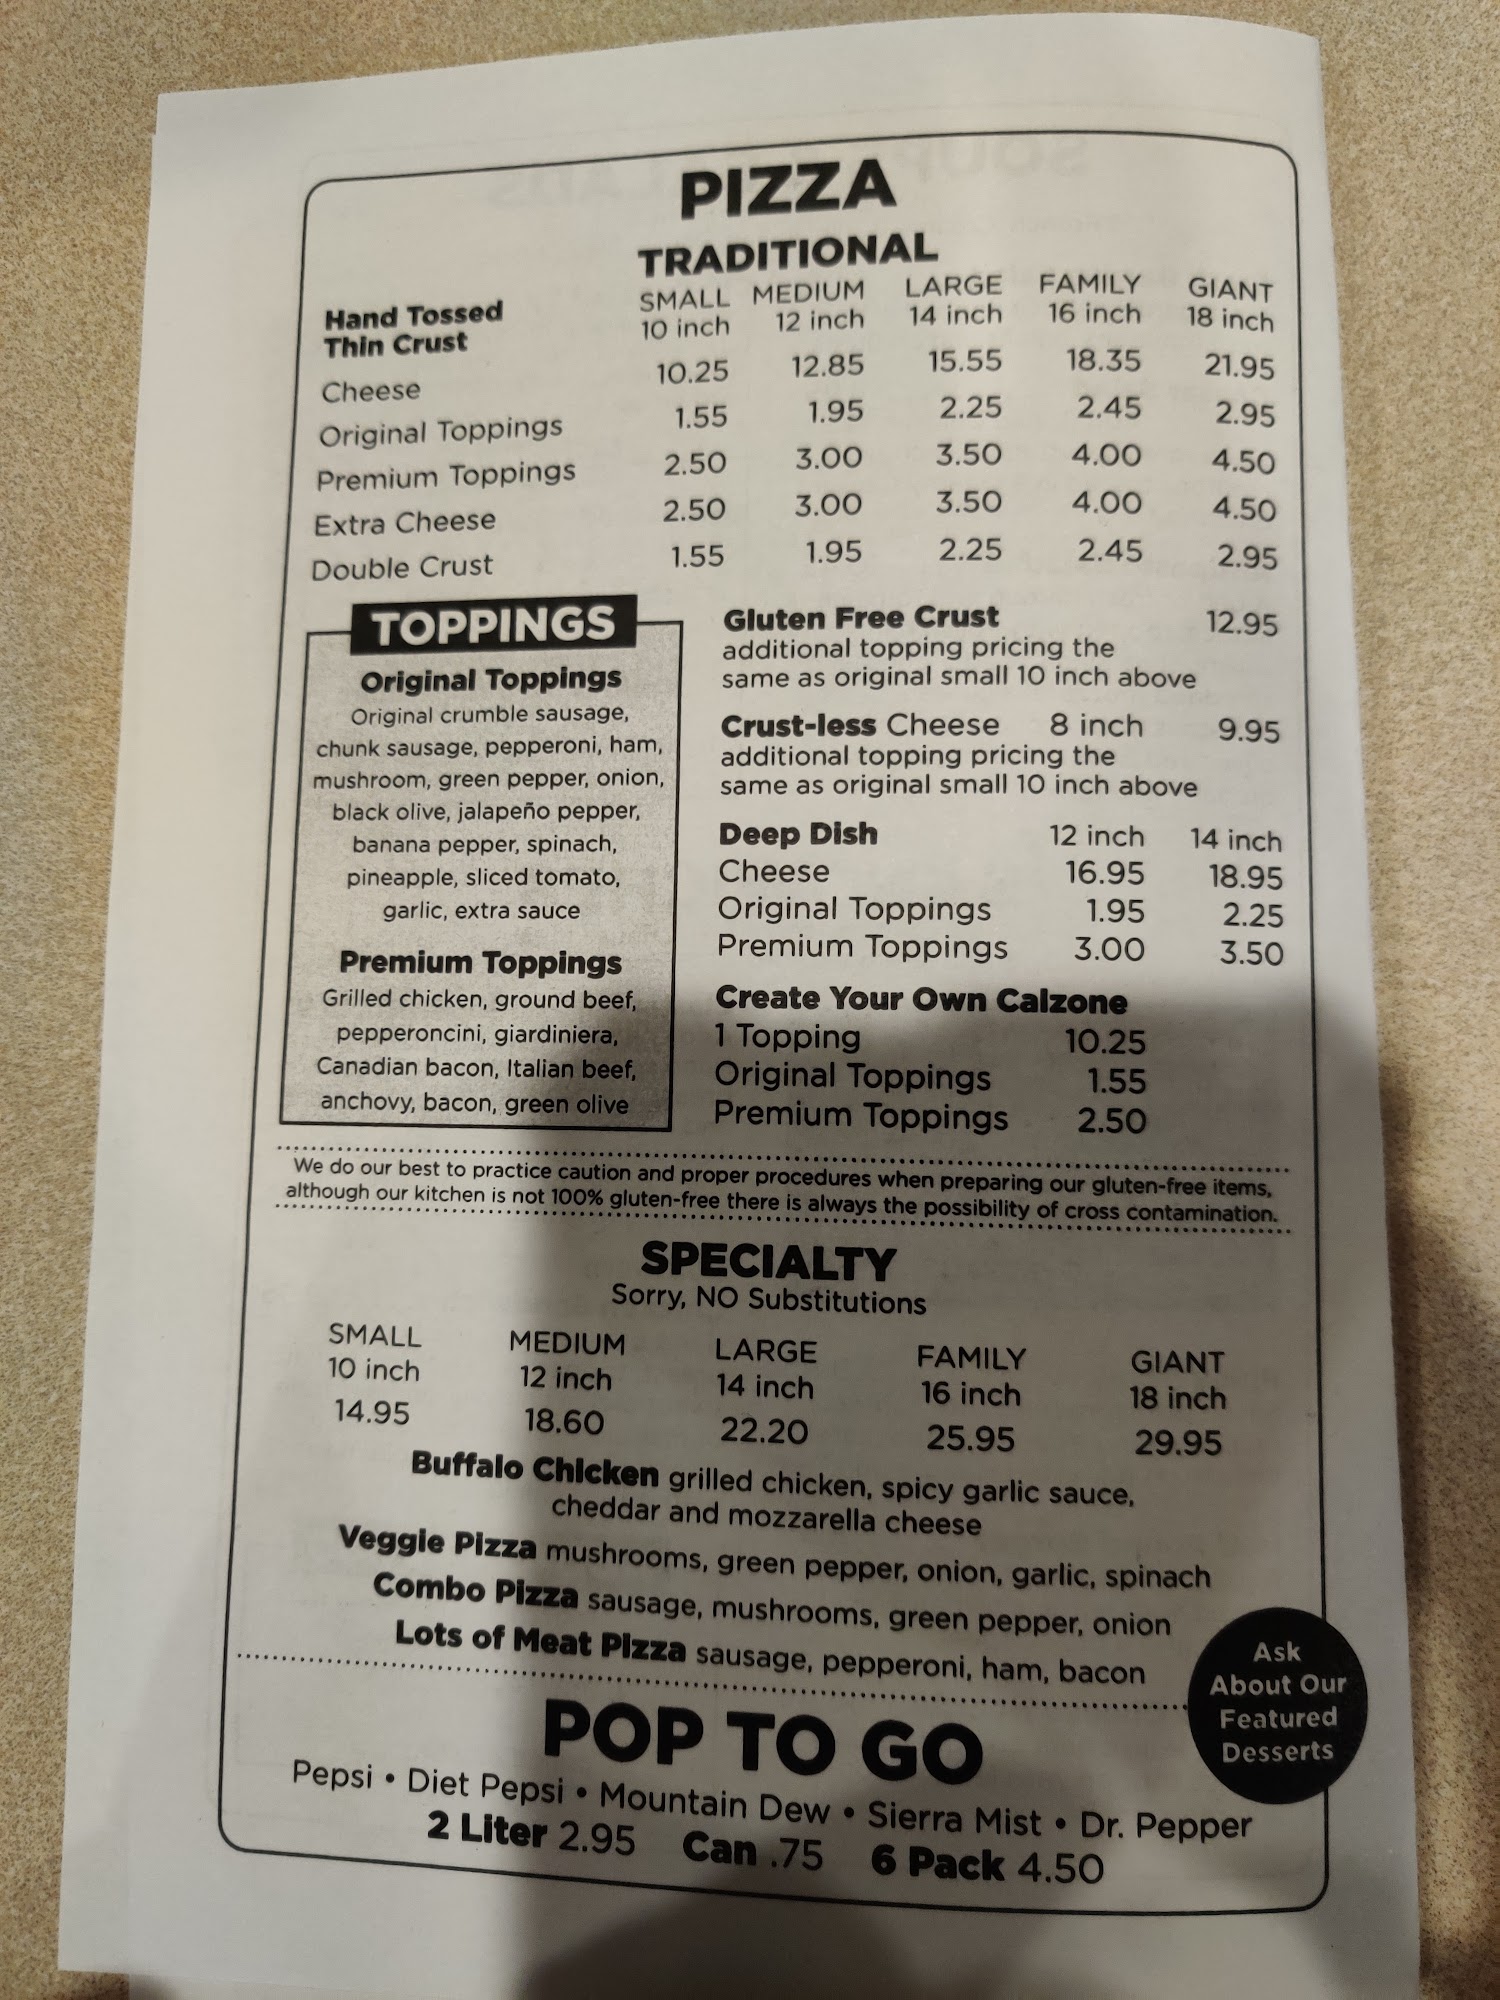 PIZZA
TRADITIONAL
Hand Tossed Thin Crust
SMALL MEDIUM LARGE FAMILY GIANT
10 inch 12 inch 14 inch 16 inch 18 inch
Cheese 10.25 12.85 15.55 18.35 21.95
Original Toppings 1.55 1.95 2.25 2.45 2.95
Premium Toppings 2.50 3.00 3.50 4.00 4.50
Extra Cheese 2.50 3.00 3.50 4.00 4.50
Double Crust 1.55 1.95 2.25 2.45 2.95
TOPPINGS
Original Toppings
Original crumble sausage,
chunk sausage, pepperoni, ham,
mushroom, green pepper, onion,
black olive, jalapeño pepper,
banana pepper, spinach,
pineapple, sliced tomato,
garlic, extra sauce
Premium Toppings
Grilled chicken, ground beef,
pepperoncini, giardiniera,
Canadian bacon, Italian beef,
anchovy, bacon, green olive
Gluten Free Crust 12.95
additional topping pricing the
same as original small 10 inch above
Crust-less Cheese 8 inch 9.95
additional topping pricing the
same as original small 10 inch above
Deep Dish 12 inch 14 inch
Cheese 16.95 18.95
Original Toppings 1.95 2.25
Premium Toppings 3.00 3.50
Create Your Own Calzone
1 Topping 10.25
Original Toppings 1.55
Premium Toppings 2.50
We do our best to practice caution and proper procedures when preparing our gluten-free items,
although our kitchen is not 100% gluten-free there is always the possibility of cross contamination.
SPECIALTY
Sorry, NO Substitutions
SMALL MEDIUM LARGE FAMILY GIANT
10 inch 12 inch 14 inch 16 inch 18 inch
14.95 18.60 22.20 25.95 29.95
Buffalo Chicken grilled chicken, spicy garlic sauce,
cheddar and mozzarella cheese
Veggie Pizza mushrooms, green pepper, onion, garlic, spinach
Combo Pizza sausage, mushrooms, green pepper, onion
Lots of Meat Pizza sausage, pepperoni, ham, bacon
Ask
About Our
Featured
Desserts
POP TO GO
Pepsi • Diet Pepsi • Mountain Dew • Sierra Mist • Dr. Pepper
2 Liter 2.95 Can .75 6 Pack 4.50